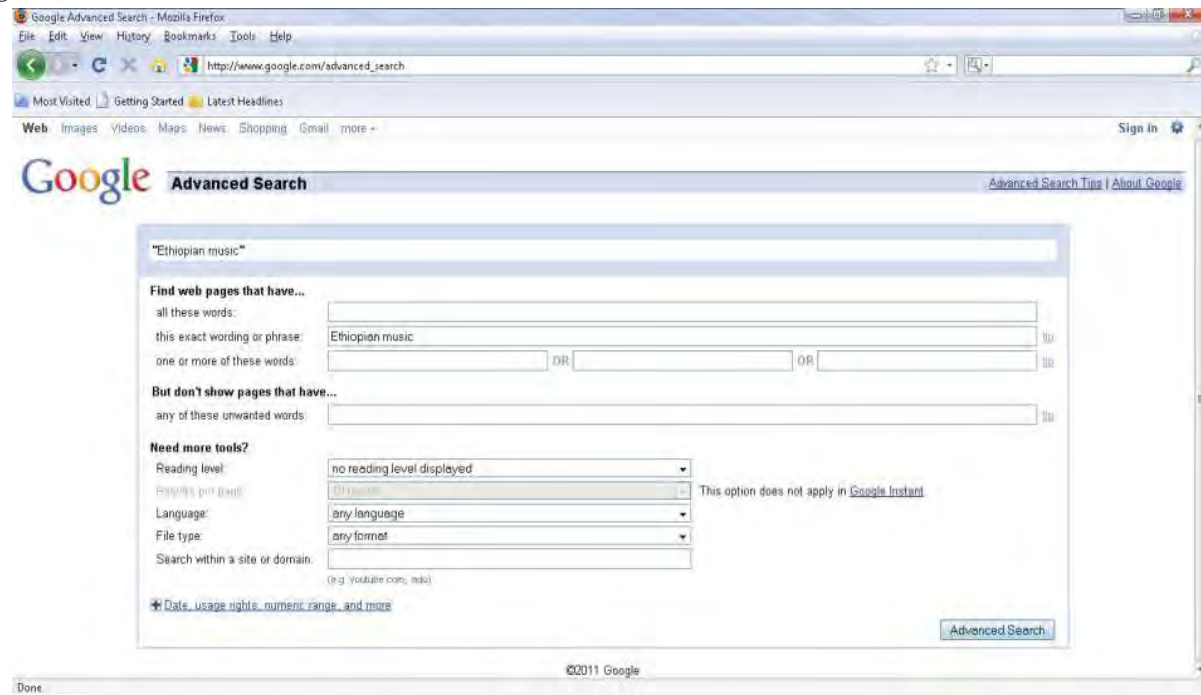 Google Advanced Search - Mozilla Firefox
File Edit View History Bookmarks Tools Help
http://www.google.com/advanced_search
Most Visited Getting Started Latest Headlines
Web Images Videos Maps News Shopping Gmail more Sign in
Google Advanced Search Advanced Search Tips | About Google
"Ethiopian music"
Find web pages that have...
all these words:
this exact wording or phrase: Ethiopian music tip
one or more of these words: OR OR tip
But don't show pages that have...
any of these unwanted words: tip
Need more tools?
Reading level: no reading level displayed
Results per page: This option does not apply in Google Instant.
Language: any language
File type: any format
Search within a site or domain:
(e.g. youtube.com, .edu)
Date, usage rights, numeric range, and more
Advanced Search
©2011 Google
Done